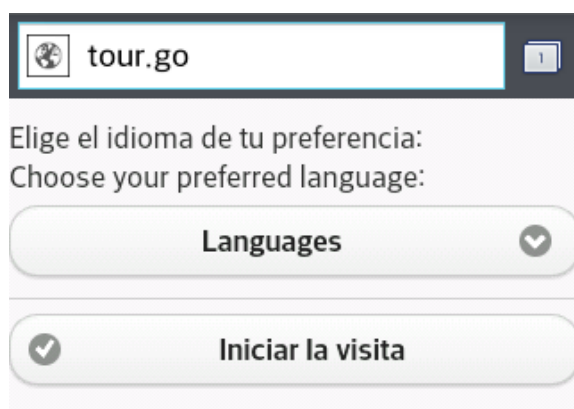 tour.go
1
Elige el idioma de tu preferencia:
Choose your preferred language:
Languages
Iniciar la visita